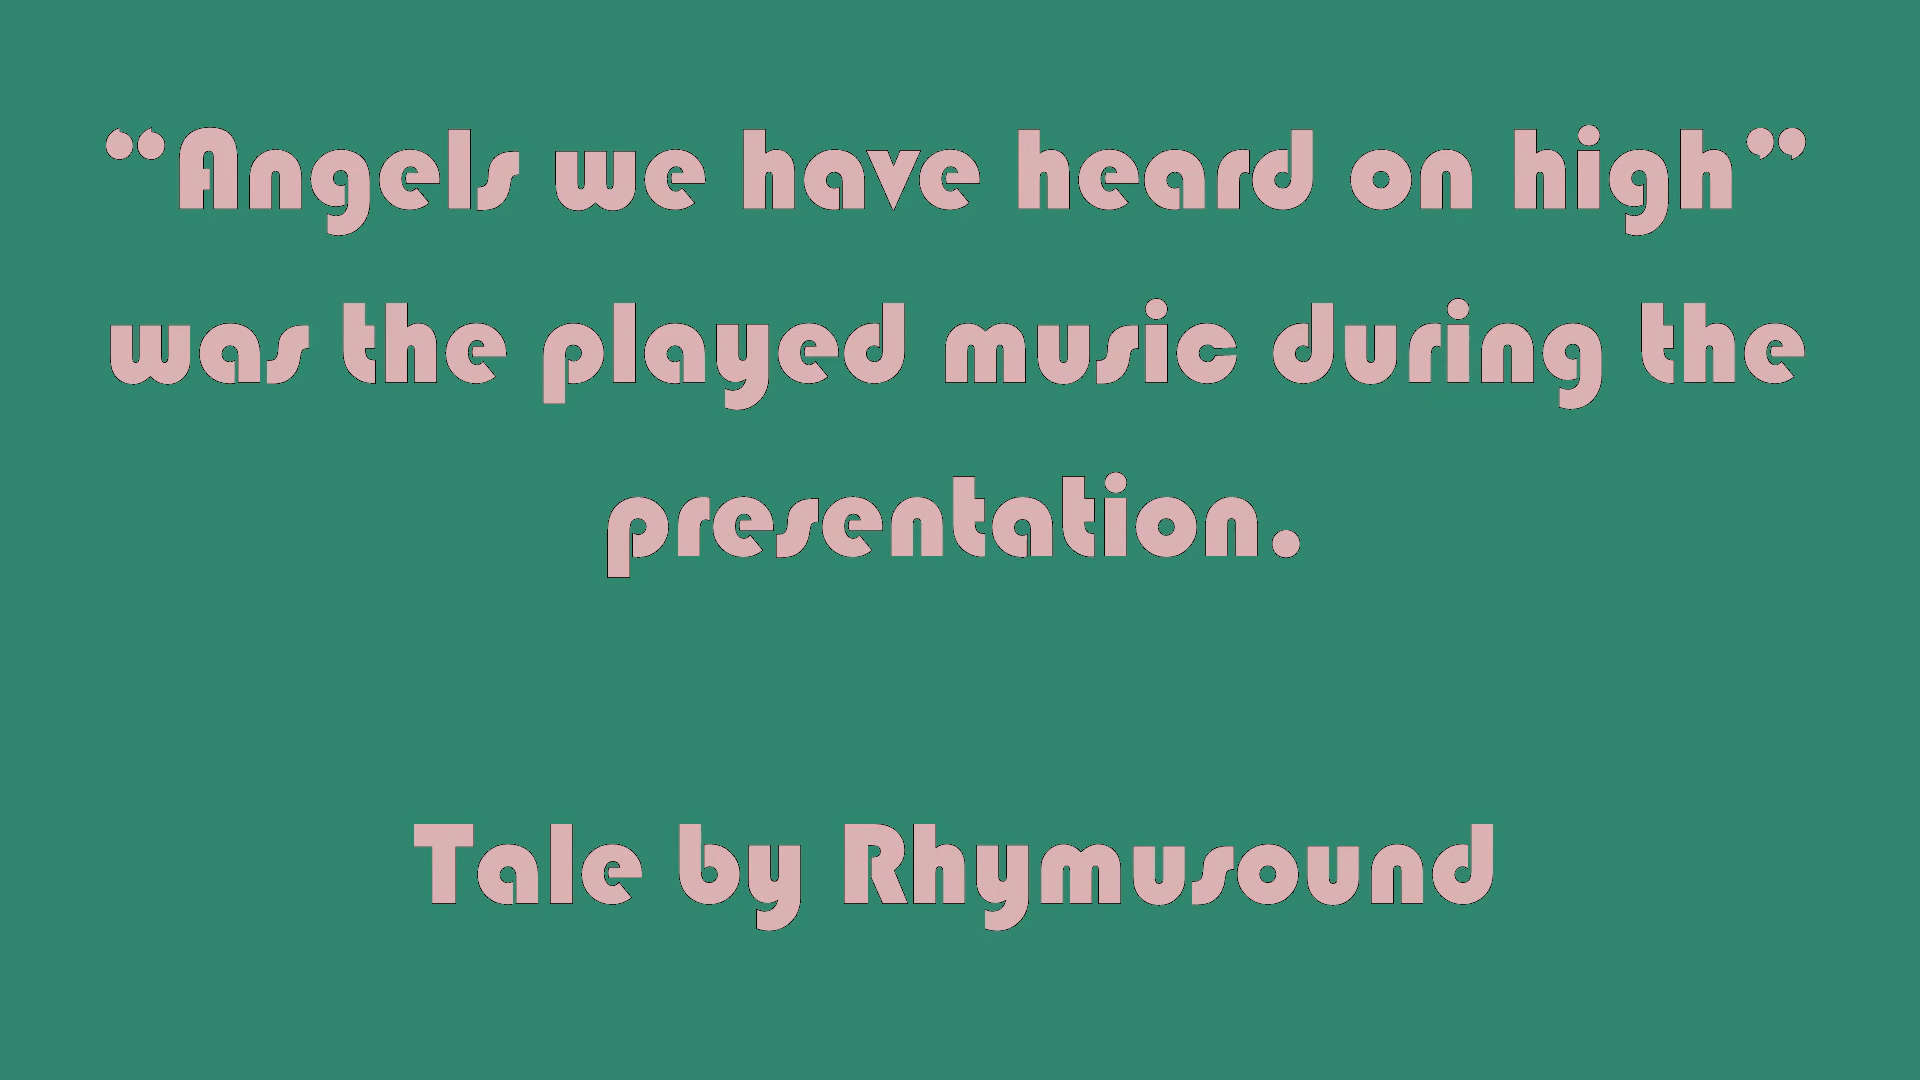 “Angels we have heard on high”
was the played music during the
presentation.
Tale by Rhymusound